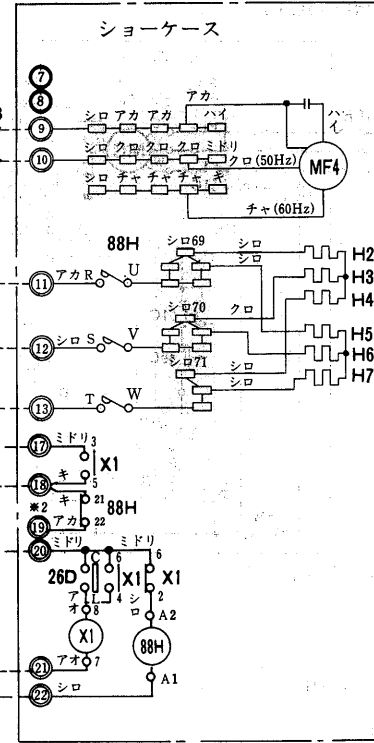 ショーケース
⑦
⑧
アカ
⑨ シロ アカ アカ ハイ
ハイ
⑩ シロ クロ クロ クロ ミドリ
クロ(50Hz)
MF4
シロ チャ チャ チャ キ
チャ(60Hz)
88H
シロ69 シロ
シロ
H2
H3
H4
⑪ アカ R U
シロ70 クロ
H5
⑫ シロ S V
H6
シロ71 シロ
シロ
H7
⑬ T W
⑰ ミドリ 3
X1
⑱ キ 5
※2 キ 21
88H
⑲ アカ 22
⑳ ミドリ ミドリ
C 6 6
26D X1 X1
L 4 2
アオ 8 シロ A2
X1 88H
㉑ アオ 7
A1
㉒ シロ